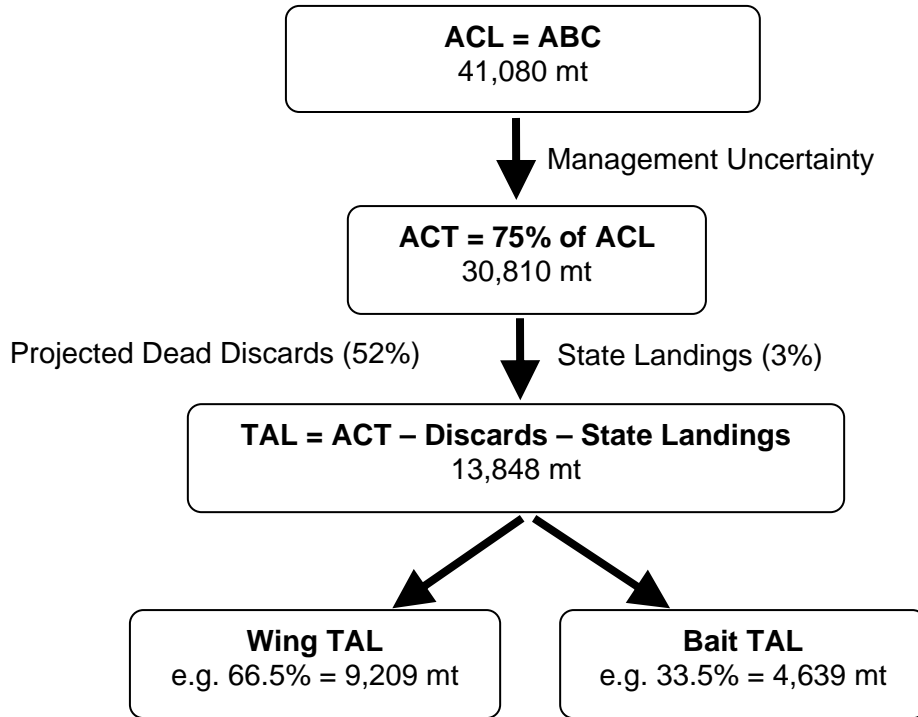 ACL = ABC
41,080 mt
Management Uncertainty
ACT = 75% of ACL
30,810 mt
Projected Dead Discards (52%)
State Landings (3%)
TAL = ACT – Discards – State Landings
13,848 mt
Wing TAL
e.g. 66.5% = 9,209 mt
Bait TAL
e.g. 33.5% = 4,639 mt